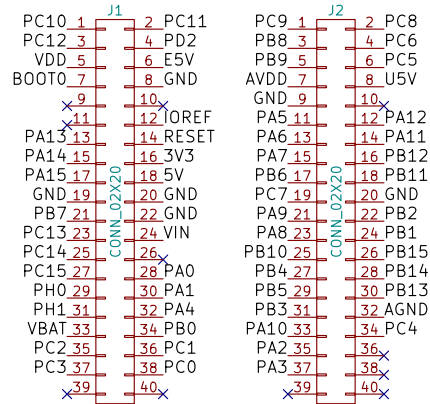 J1 J2
PC10 1 2 PC11 PC9 1 2 PC8
PC12 3 4 PD2 PB8 3 4 PC6
VDD 5 6 E5V PB9 5 6 PC5
BOOT0 7 8 GND AVDD 7 8 U5V
9 10 GND 9 10
11 12 IOREF PA5 11 12 PA12
PA13 13 14 RESET PA6 13 14 PA11
PA14 15 16 3V3 PA7 15 16 PB12
PA15 17 18 5V PB6 17 18 PB11
GND 19 20 GND PC7 19 20 GND
PB7 21 22 GND PA9 21 22 PB2
PC13 23 24 VIN PA8 23 24 PB1
PC14 25 26 PB10 25 26 PB15
PC15 27 28 PA0 PB4 27 28 PB14
PH0 29 30 PA1 PB5 29 30 PB13
PH1 31 32 PA4 PB3 31 32 AGND
VBAT 33 34 PB0 PA10 33 34 PC4
PC2 35 36 PC1 PA2 35 36
PC3 37 38 PC0 PA3 37 38
39 40 39 40
CONN_02X20 CONN_02X20